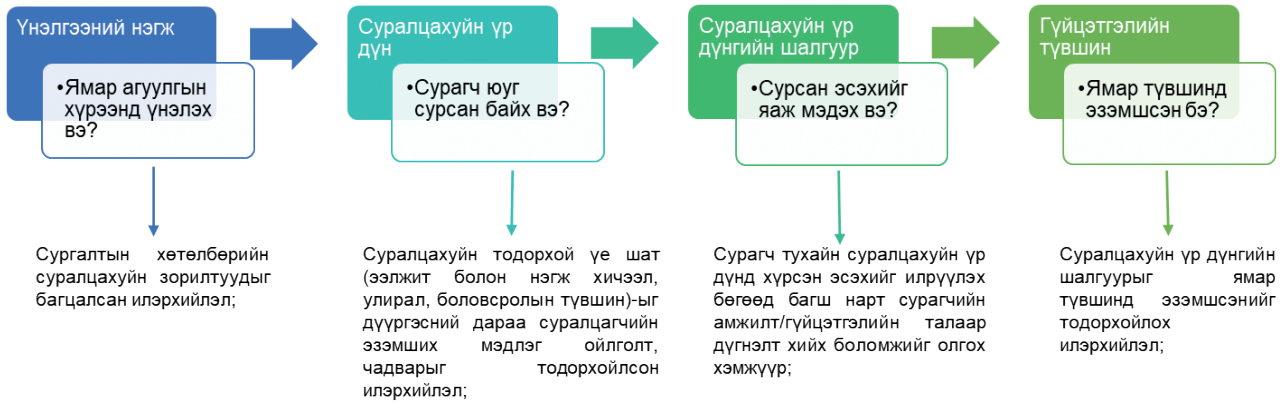 Үнэлгээний нэгж
•Ямар агуулгын
хүрээнд үнэлэх
вэ?
Сургалтын хөтөлбөрийн
суралцахуйн зорилтуудыг
багцалсан илэрхийлэл;
Суралцахуйн үр
дүн
•Сурагч юуг
сурсан байх вэ?
Суралцахуйн тодорхой үе шат
(ээлжит болон нэгж хичээл,
улирал, боловсролын түвшин)-ыг
дүүргэсний дараа суралцагчийн
эзэмших мэдлэг ойлголт,
чадварыг тодорхойлсон
илэрхийлэл;
Суралцахуйн үр
дүнгийн шалгуур
•Сурсан эсэхийг
яаж мэдэх вэ?
Сурагч тухайн суралцахуйн үр
дүнд хүрсэн эсэхийг илрүүлэх
бөгөөд багш нарт сурагчийн
амжилт/гүйцэтгэлийн талаар
дүгнэлт хийх боломжийг олгох
хэмжүүр;
Гүйцэтгэлийн
түвшин
•Ямар түвшинд
эзэмшсэн бэ?
Суралцахуйн үр дүнгийн
шалгуурыг ямар
түвшинд эзэмшсэнийг
тодорхойлох
илэрхийлэл;